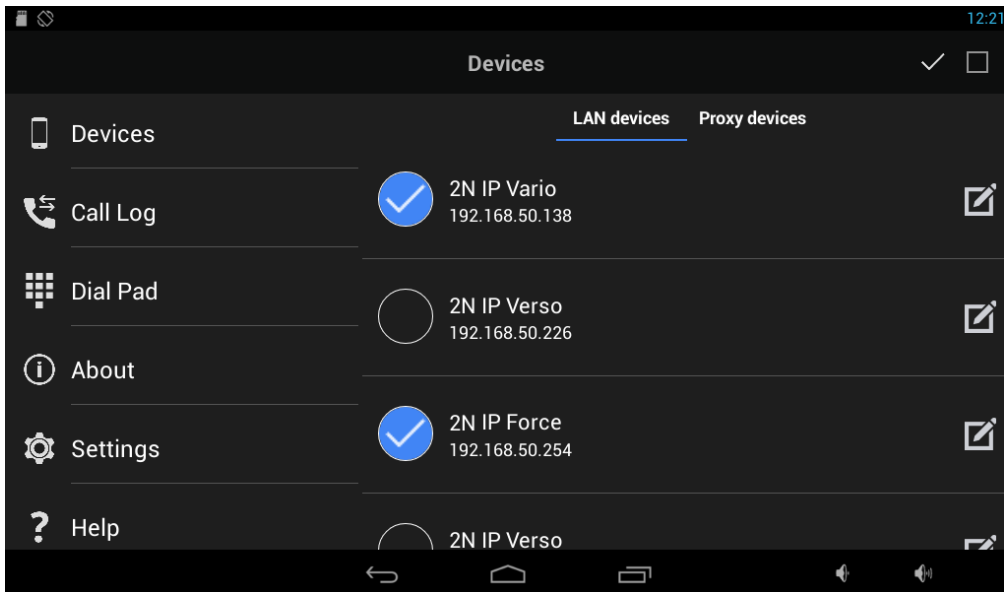 12:21
Devices
LAN devices Proxy devices
Devices
Call Log
Dial Pad
About
Settings
Help
2N IP Vario
192.168.50.138
2N IP Verso
192.168.50.226
2N IP Force
192.168.50.254
2N IP Verso